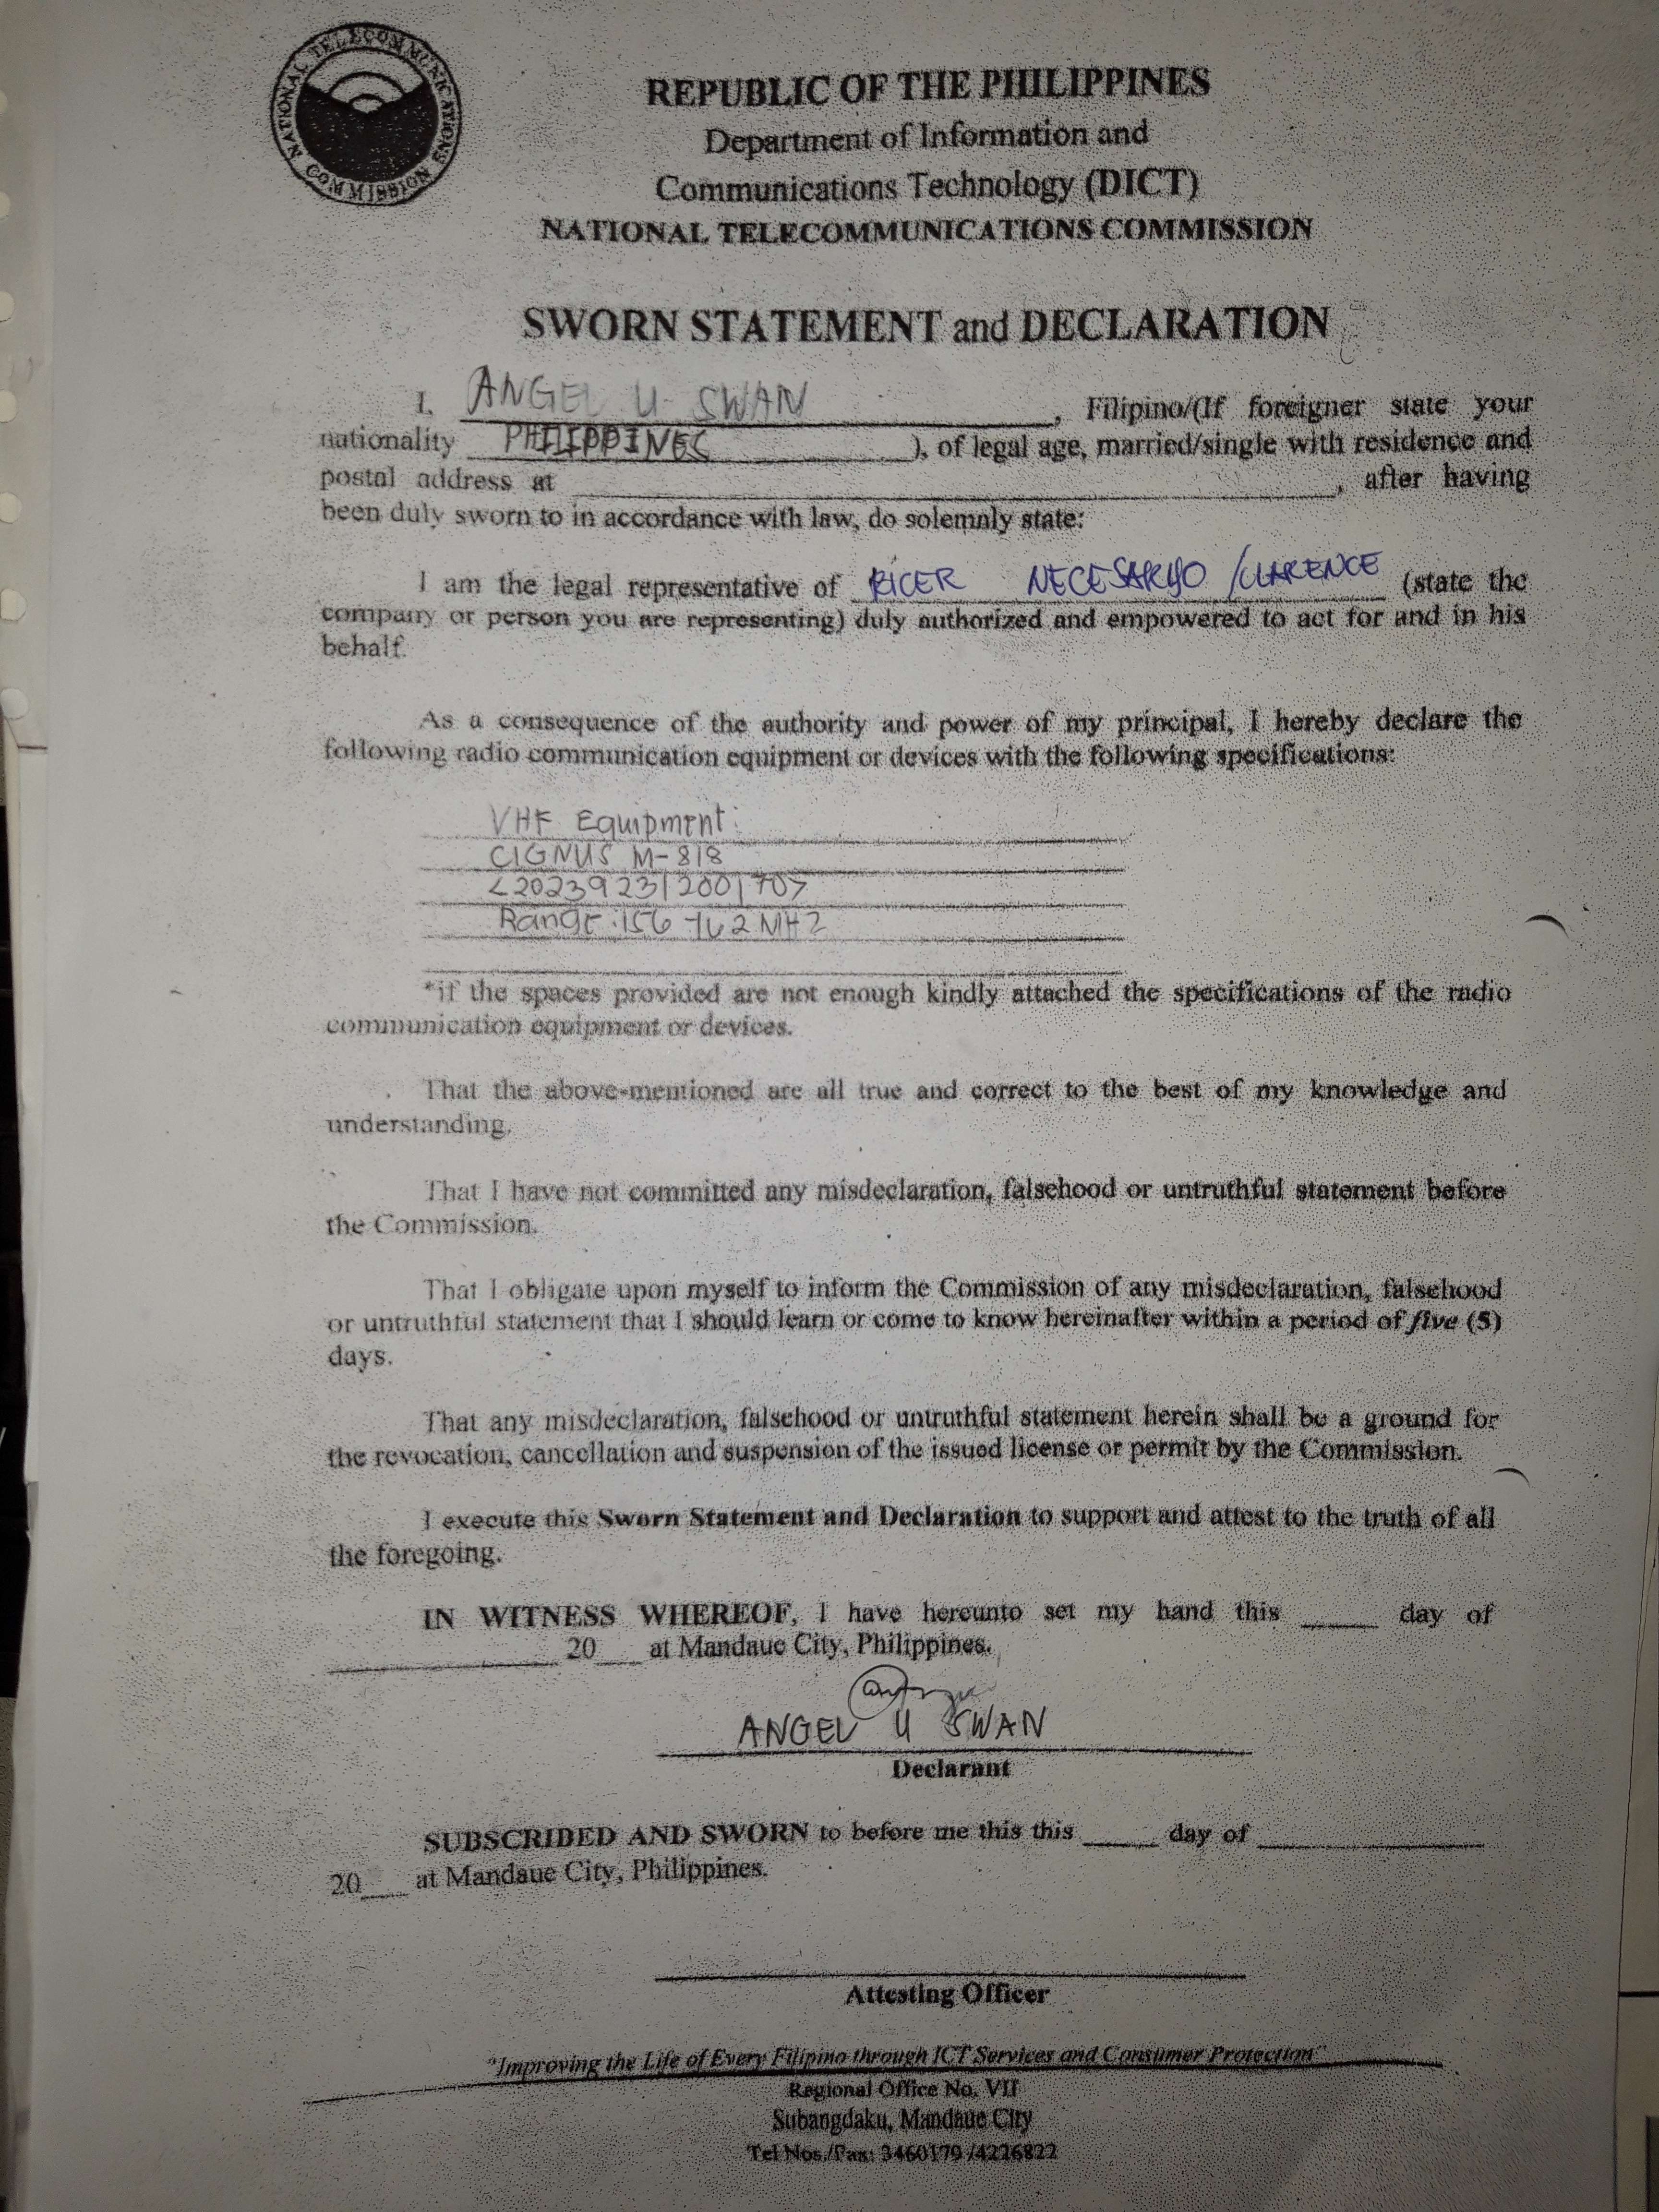 NATIONAL TELECOMMUNICATIONS COMMISSION
REPUBLIC OF THE PHILIPPINES
Department of Information and
Communications Technology (DICT)
NATIONAL TELECOMMUNICATIONS COMMISSION
SWORN STATEMENT and DECLARATION
I, ANGEL U SWAN, Filipino/(If foreigner state your
nationality PHILIPPINES), of legal age, married/single with residence and
postal address at ____, after having
been duly sworn to in accordance with law, do solemnly state:
I am the legal representative of RICER NECESARYO /CLARENCE (state the
company or person you are representing) duly authorized and empowered to act for and in his
behalf.
As a consequence of the authority and power of my principal, I hereby declare the
following radio communication equipment or devices with the following specifications:
VHF Equipment:
CIGNUS M-818
<2023923120017 0>
Range: 156 -162 MHz
*if the spaces provided are not enough kindly attached the specifications of the radio
communication equipment or devices.
That the above-mentioned are all true and correct to the best of my knowledge and
understanding.
That I have not committed any misdeclaration, falsehood or untruthful statement before
the Commission.
That I obligate upon myself to inform the Commission of any misdeclaration, falsehood
or untruthful statement that I should learn or come to know hereinafter within a period of five (5)
days.
That any misdeclaration, falsehood or untruthful statement herein shall be a ground for
the revocation, cancellation and suspension of the issued license or permit by the Commission.
I execute this Sworn Statement and Declaration to support and attest to the truth of all
the foregoing.
IN WITNESS WHEREOF, I have hereunto set my hand this ____ day of
____ 20__ at Mandaue City, Philippines.
ANGEL U SWAN
Declarant
SUBSCRIBED AND SWORN to before me this this ____ day of ____
20__ at Mandaue City, Philippines.
Attesting Officer
"Improving the Life of Every Filipino through ICT Services and Consumer Protection"
Regional Office No. VII
Subangdaku, Mandaue City
Tel Nos./Fax: 3460179 /4226822